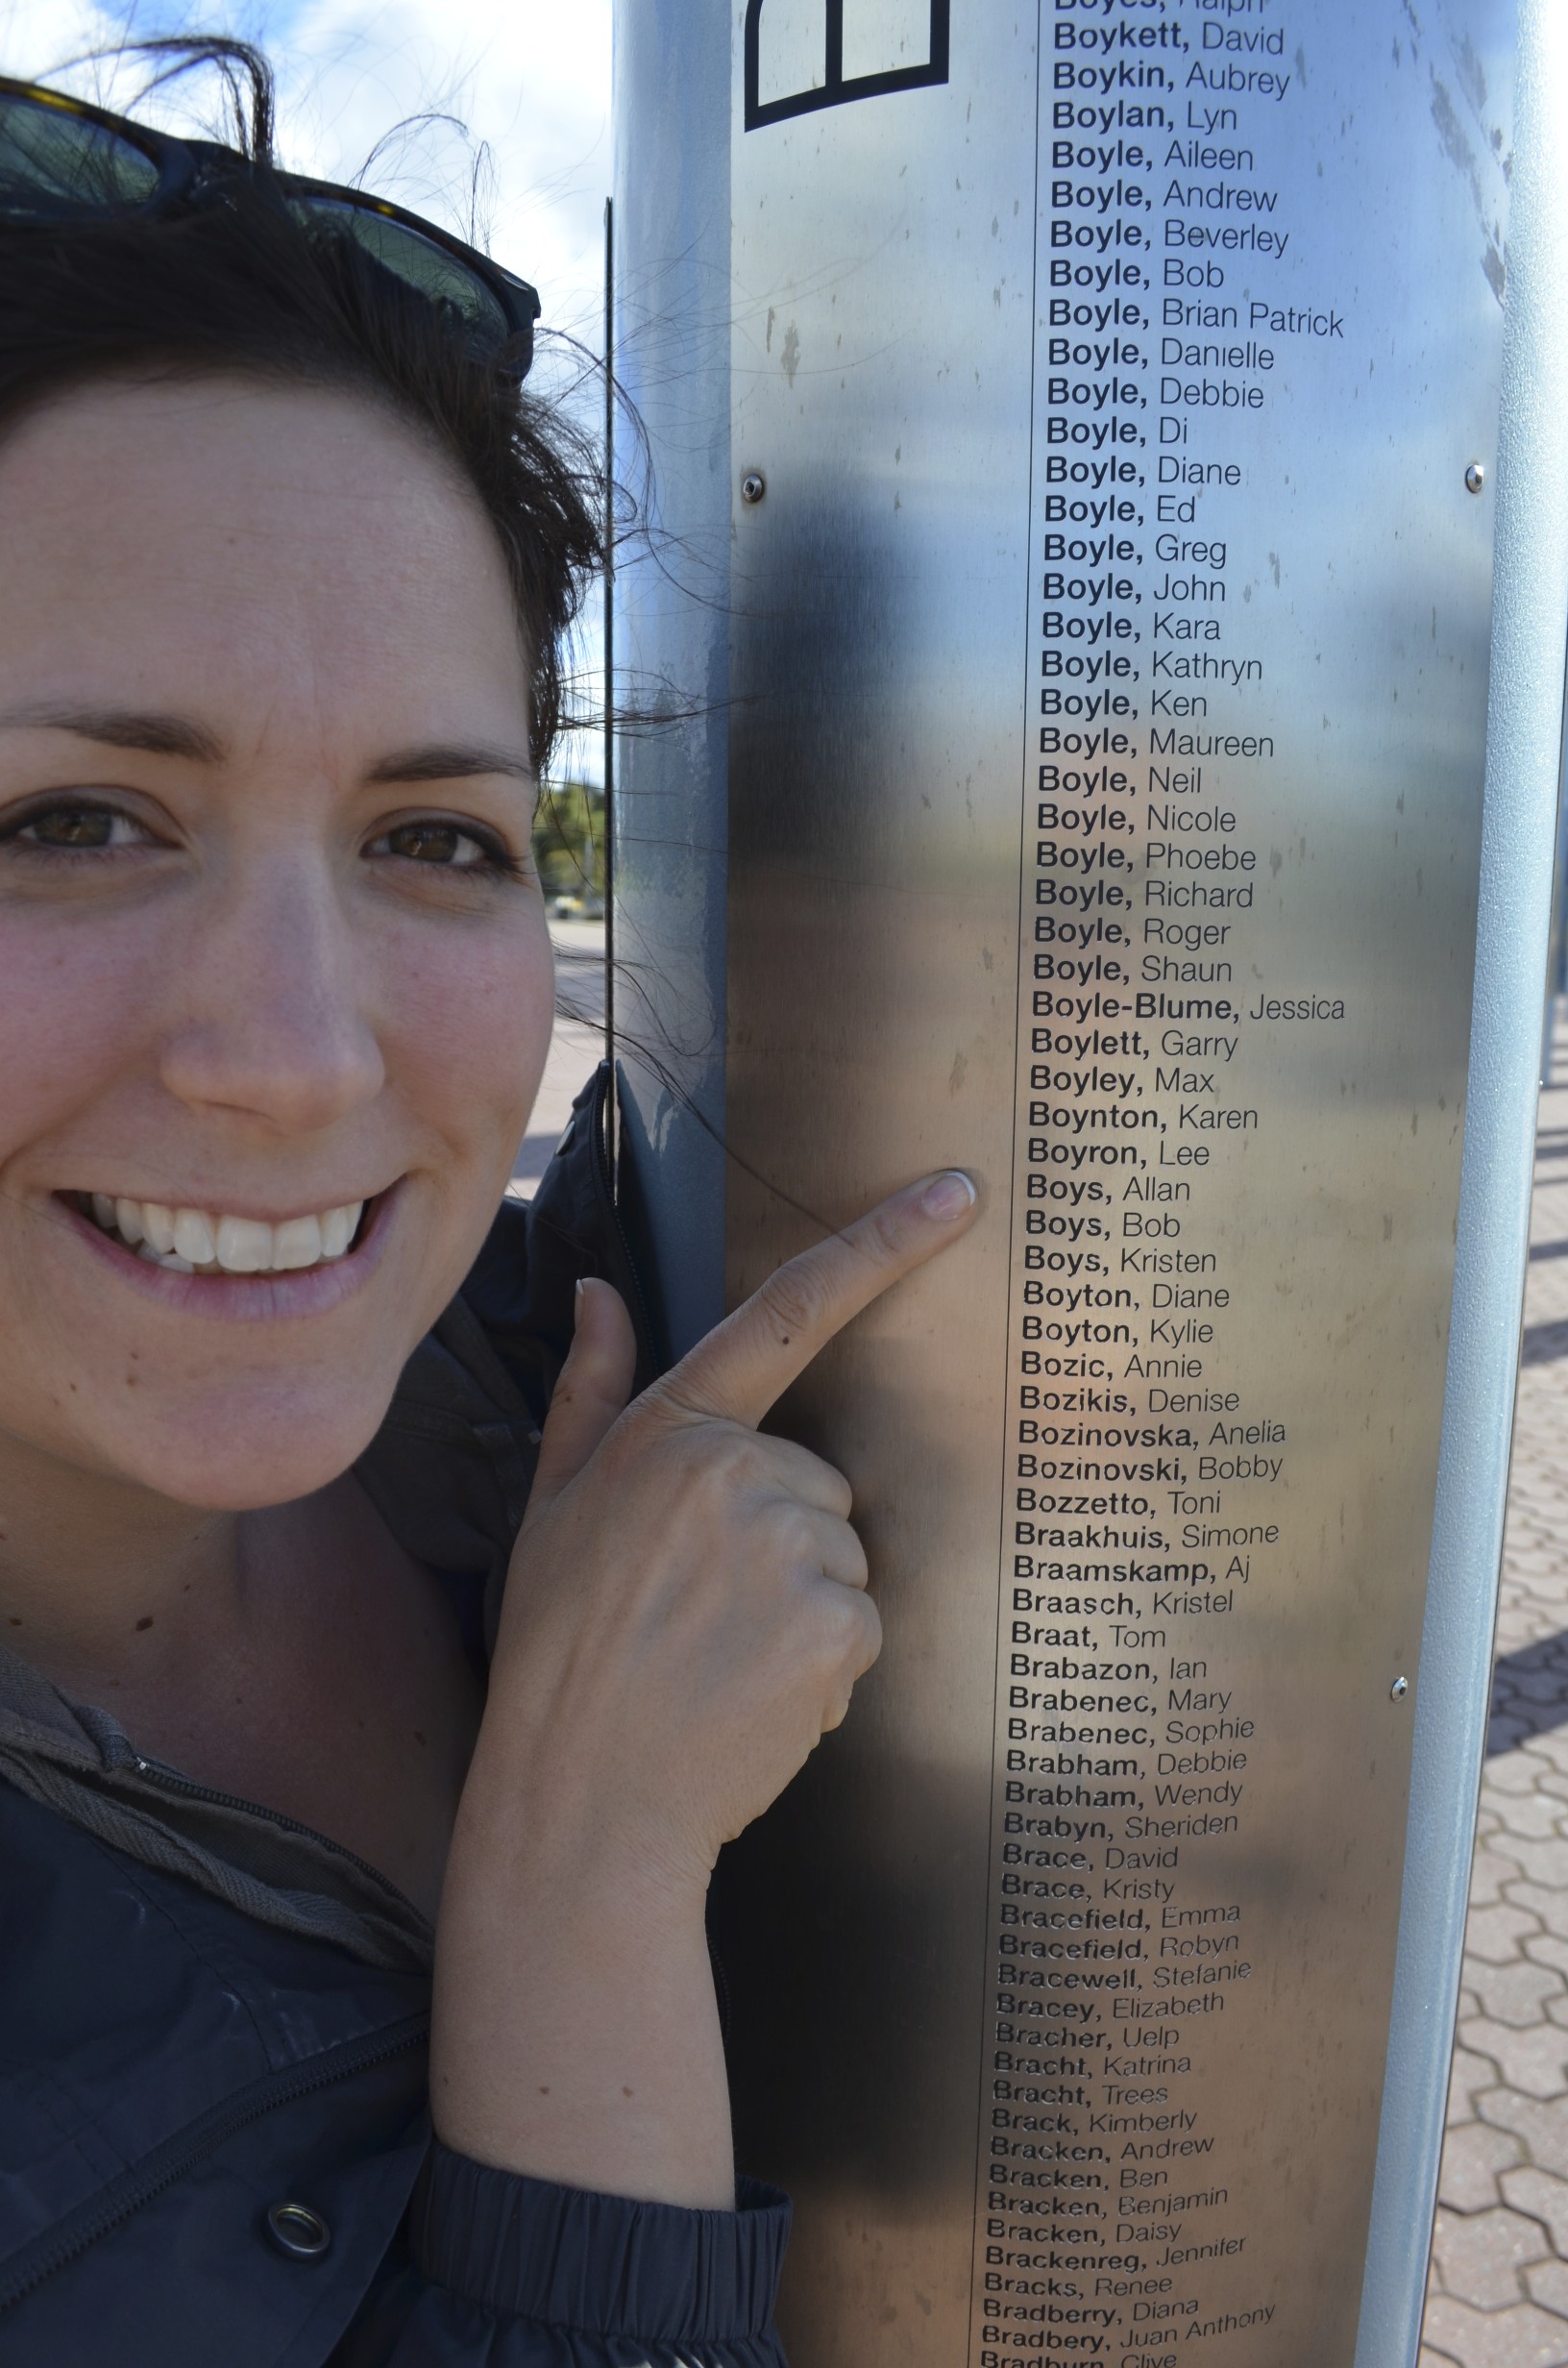 B
Boyes, Ralph
Boykett, David
Boykin, Aubrey
Boylan, Lyn
Boyle, Aileen
Boyle, Andrew
Boyle, Beverley
Boyle, Bob
Boyle, Brian Patrick
Boyle, Danielle
Boyle, Debbie
Boyle, Di
Boyle, Diane
Boyle, Ed
Boyle, Greg
Boyle, John
Boyle, Kara
Boyle, Kathryn
Boyle, Ken
Boyle, Maureen
Boyle, Neil
Boyle, Nicole
Boyle, Phoebe
Boyle, Richard
Boyle, Roger
Boyle, Shaun
Boyle-Blume, Jessica
Boylett, Garry
Boyley, Max
Boynton, Karen
Boyron, Lee
Boys, Allan
Boys, Bob
Boys, Kristen
Boyton, Diane
Boyton, Kylie
Bozic, Annie
Bozikis, Denise
Bozinovska, Anelia
Bozinovski, Bobby
Bozzetto, Toni
Braakhuis, Simone
Braamskamp, Aj
Braasch, Kristel
Braat, Tom
Brabazon, Ian
Brabenec, Mary
Brabenec, Sophie
Brabham, Debbie
Brabham, Wendy
Brabyn, Sheriden
Brace, David
Brace, Kristy
Bracefield, Emma
Bracefield, Robyn
Bracewell, Stefanie
Bracey, Elizabeth
Bracher, Uelp
Bracht, Katrina
Bracht, Trees
Brack, Kimberly
Bracken, Andrew
Bracken, Ben
Bracken, Benjamin
Bracken, Daisy
Brackenreg, Jennifer
Bracks, Renee
Bradberry, Diana
Bradbery, Juan Anthony
Bradburn, Clive